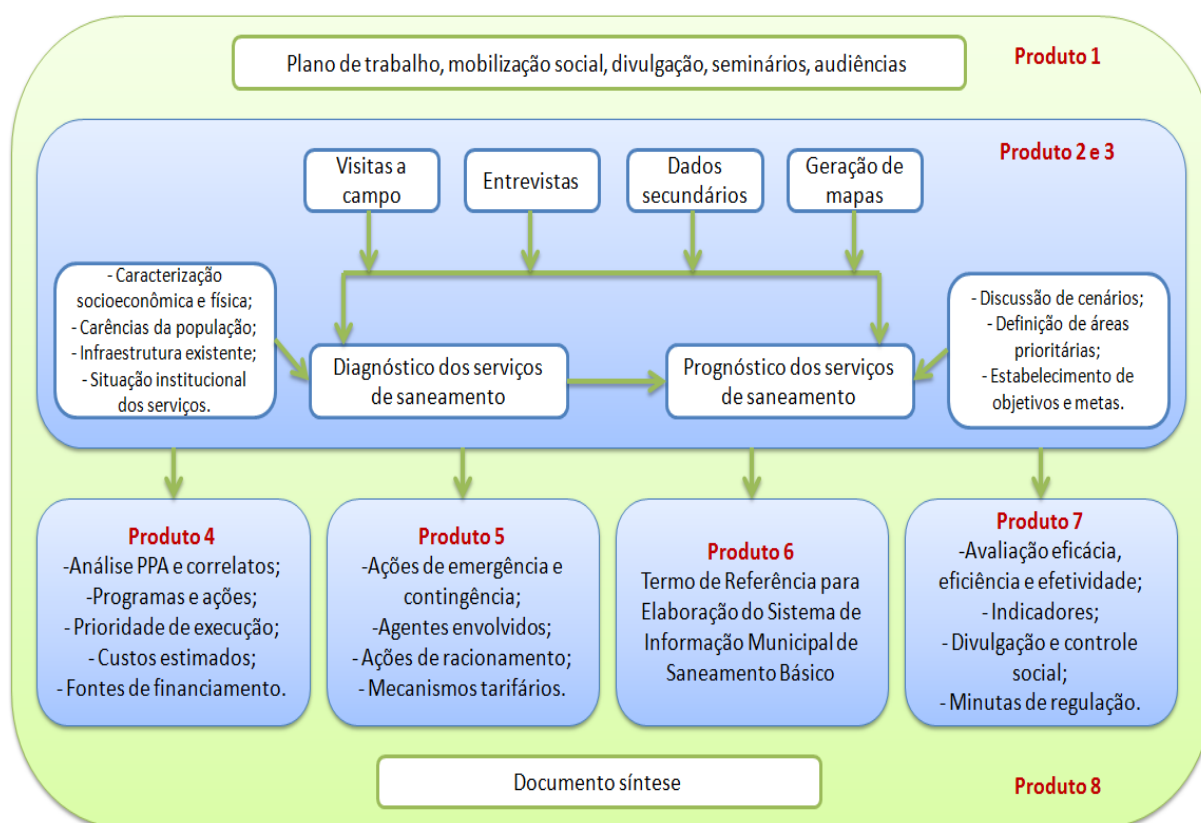 Plano de trabalho, mobilização social, divulgação, seminários, audiências
Produto 1
Produto 2 e 3
Visitas a
campo
Entrevistas
Dados
secundários
Geração de
mapas
- Caracterização
socioeconômica e física;
- Carências da população;
- Infraestrutura existente;
- Situação institucional
dos serviços.
Diagnóstico dos serviços
de saneamento
Prognóstico dos serviços
de saneamento
- Discussão de cenários;
- Definição de áreas
prioritárias;
- Estabelecimento de
objetivos e metas.
Produto 4
-Análise PPA e correlatos;
-Programas e ações;
-Prioridade de execução;
- Custos estimados;
- Fontes de financiamento.
Produto 5
-Ações de emergência e
contingência;
-Agentes envolvidos;
-Ações de racionamento;
- Mecanismos tarifários.
Produto 6
Termo de Referência para
Elaboração do Sistema de
Informação Municipal de
Saneamento Básico
Produto 7
-Avaliação eficácia,
eficiência e efetividade;
- Indicadores;
- Divulgação e controle
social;
- Minutas de regulação.
Documento síntese
Produto 8